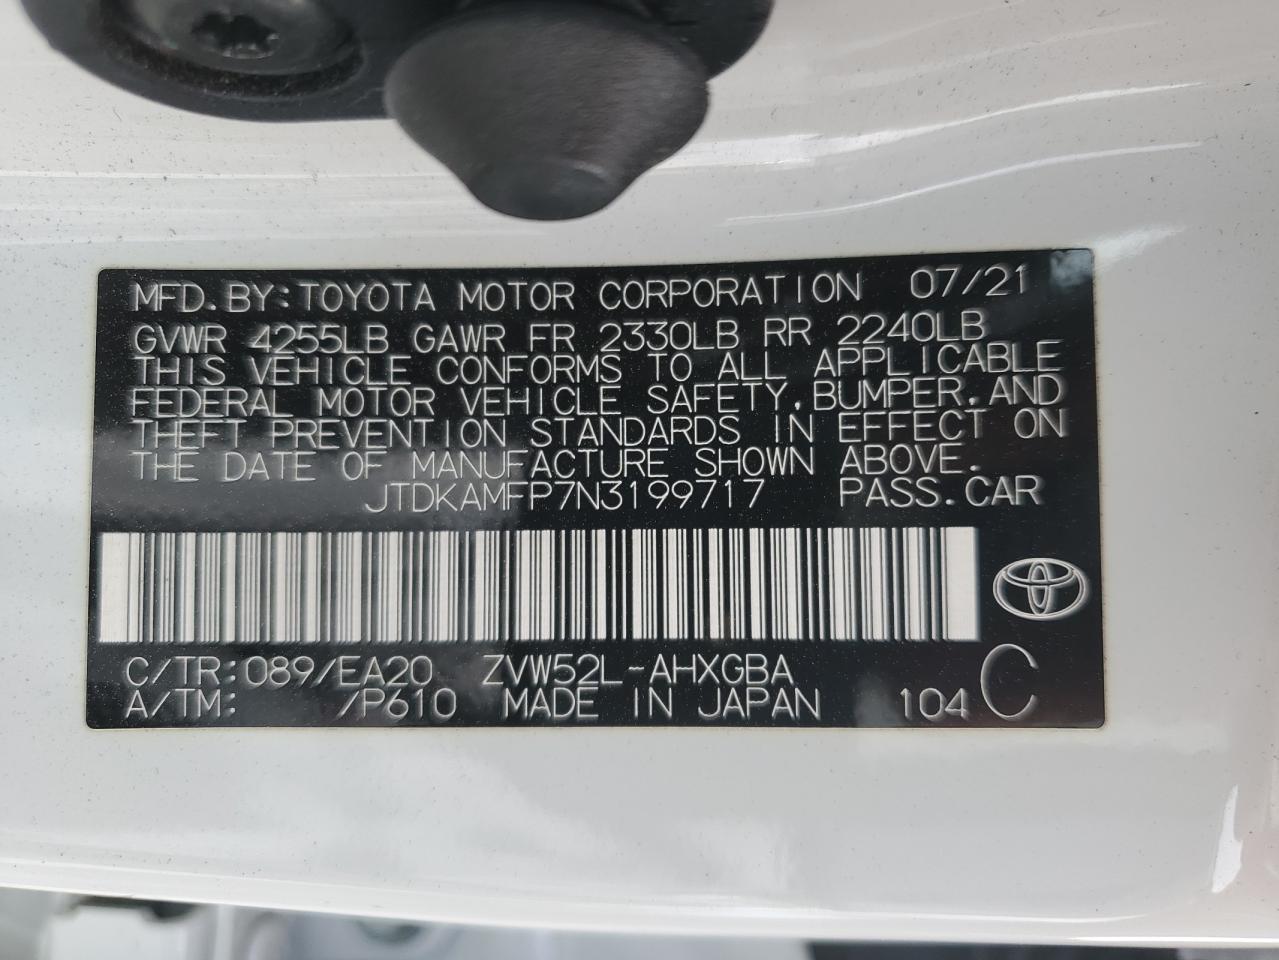 MFD.BY:TOYOTA MOTOR CORPORATION 07/21
GVWR 4255LB GAWR FR 2330LB RR 2240LB
THIS VEHICLE CONFORMS TO ALL APPLICABLE
FEDERAL MOTOR VEHICLE SAFETY,BUMPER,AND
THEFT PREVENTION STANDARDS IN EFFECT ON
THE DATE OF MANUFACTURE SHOWN ABOVE.
JTDKAMFP7N3199717 PASS.CAR
C/TR:089/EA20 ZVW52L-AHXGBA
A/TM: /P610 MADE IN JAPAN 104 C